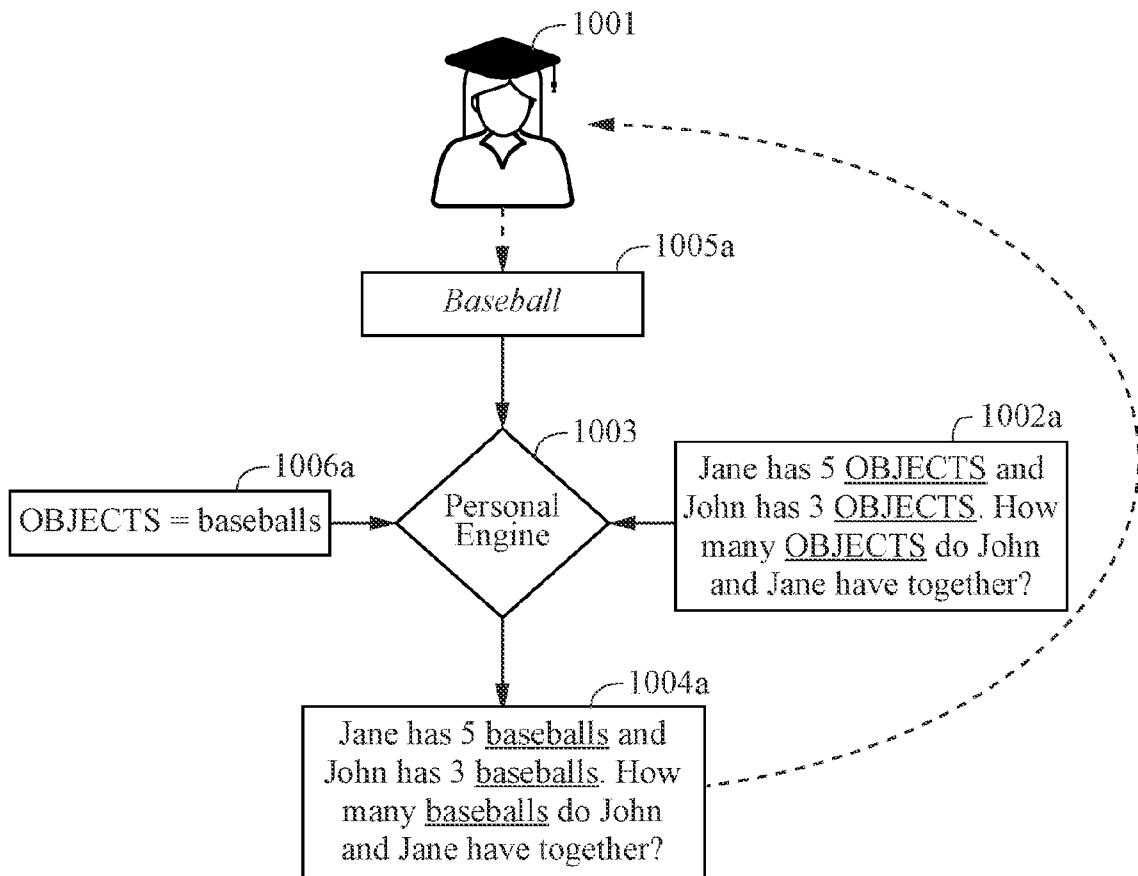 1001
1005a
Baseball
1003
1002a
1006a
Personal
Engine
OBJECTS = baseballs
Jane has 5 OBJECTS and
John has 3 OBJECTS. How
many OBJECTS do John
and Jane have together?
1004a
Jane has 5 baseballs and
John has 3 baseballs. How
many baseballs do John
and Jane have together?